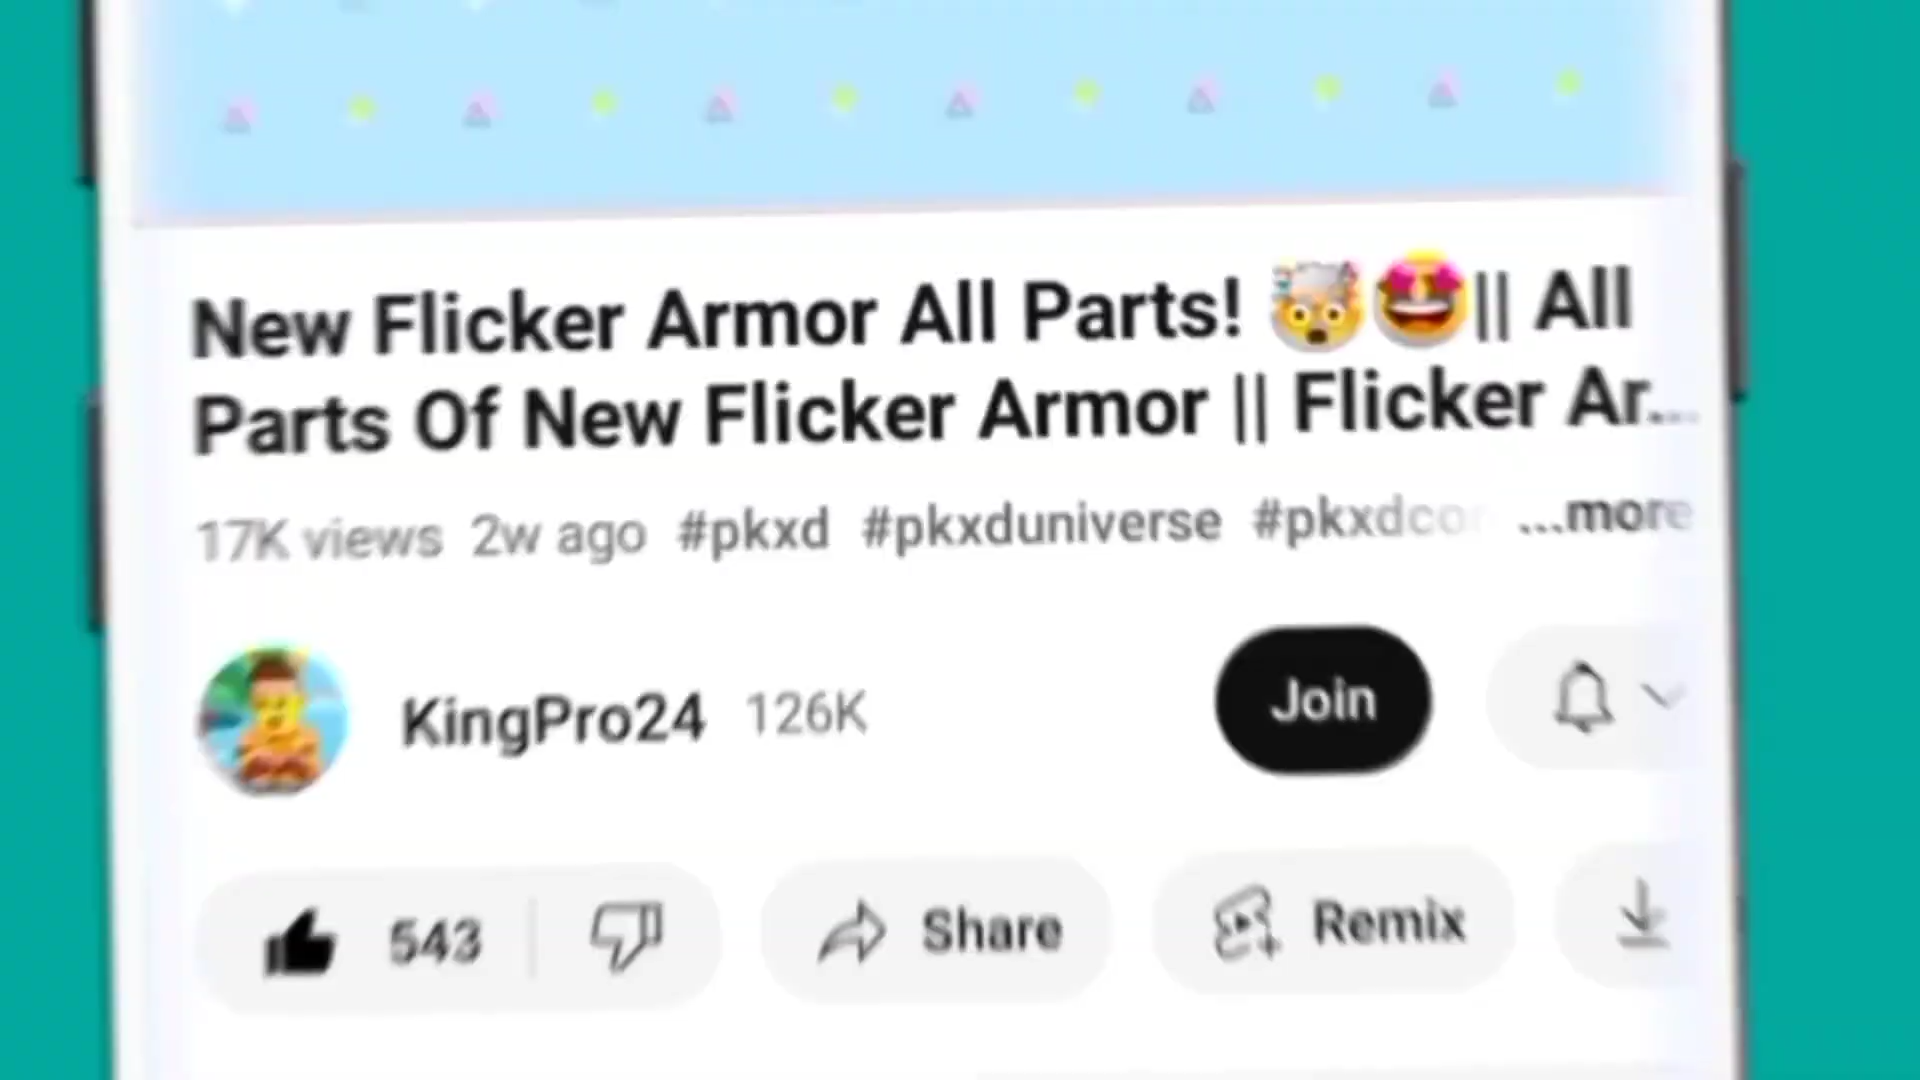 New Flicker Armor All Parts! 🤯🤩|| All
Parts Of New Flicker Armor || Flicker Ar...
17K views 2w ago #pkxd #pkxduniverse #pkxdco ...more
KingPro24 126K
Join
543
Share
Remix